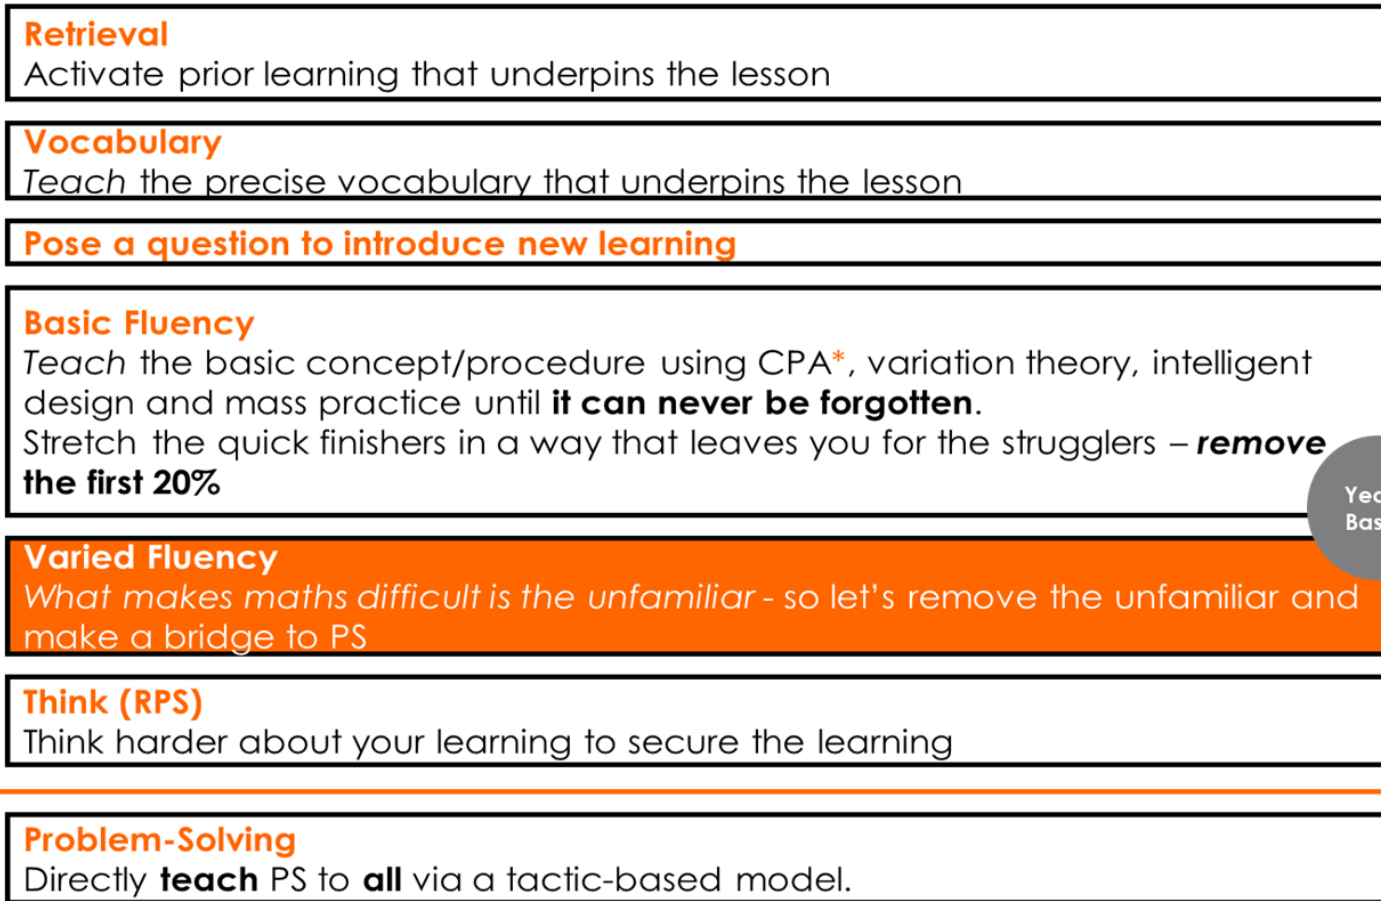 Retrieval
Activate prior learning that underpins the lesson
Vocabulary
Teach the precise vocabulary that underpins the lesson
Pose a question to introduce new learning
Basic Fluency
Teach the basic concept/procedure using CPA*, variation theory, intelligent
design and mass practice until it can never be forgotten.
Stretch the quick finishers in a way that leaves you for the strugglers – remove
the first 20%
Varied Fluency
What makes maths difficult is the unfamiliar - so let's remove the unfamiliar and
make a bridge to PS
Think (RPS)
Think harder about your learning to secure the learning
Problem-Solving
Directly teach PS to all via a tactic-based model.